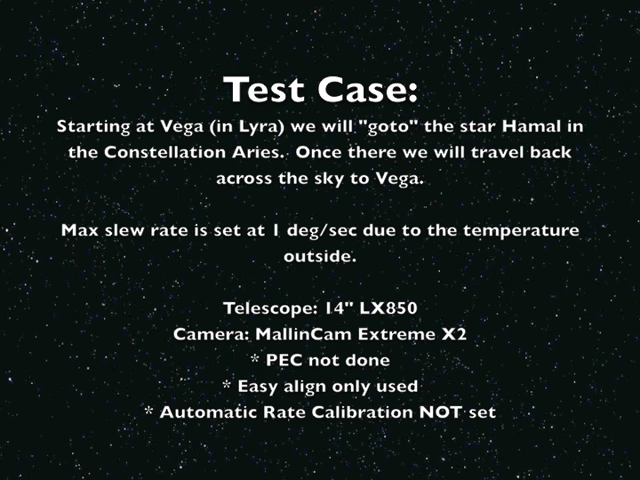 Test Case:
Starting at Vega (in Lyra) we will "goto" the star Hamal in
the Constellation Aries.  Once there we will travel back
across the sky to Vega.
Max slew rate is set at 1 deg/sec due to the temperature
outside.
Telescope: 14" LX850
Camera: MallinCam Extreme X2
* PEC not done
* Easy align only used
* Automatic Rate Calibration NOT set